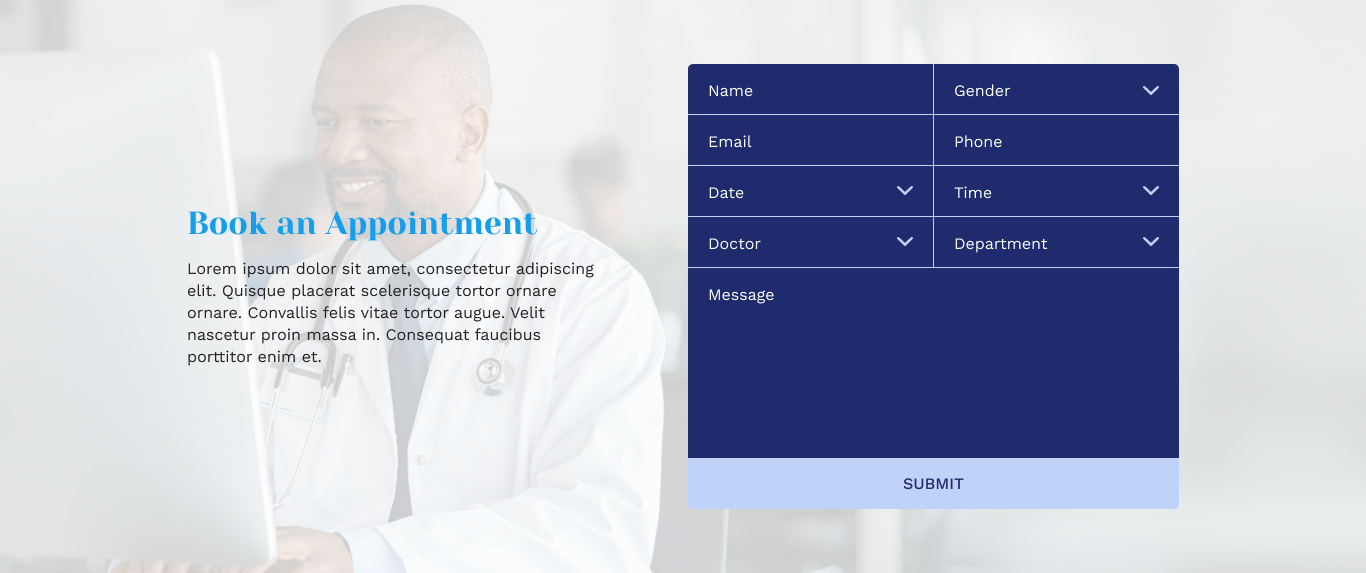 Book an Appointment
Lorem ipsum dolor sit amet, consectetur adipiscing
elit. Quisque placerat scelerisque tortor ornare
ornare. Convallis felis vitae tortor augue. Velit
nascetur proin massa in. Consequat faucibus
porttitor enim et.
Name
Gender
Email
Phone
Date
Time
Doctor
Department
Message
SUBMIT